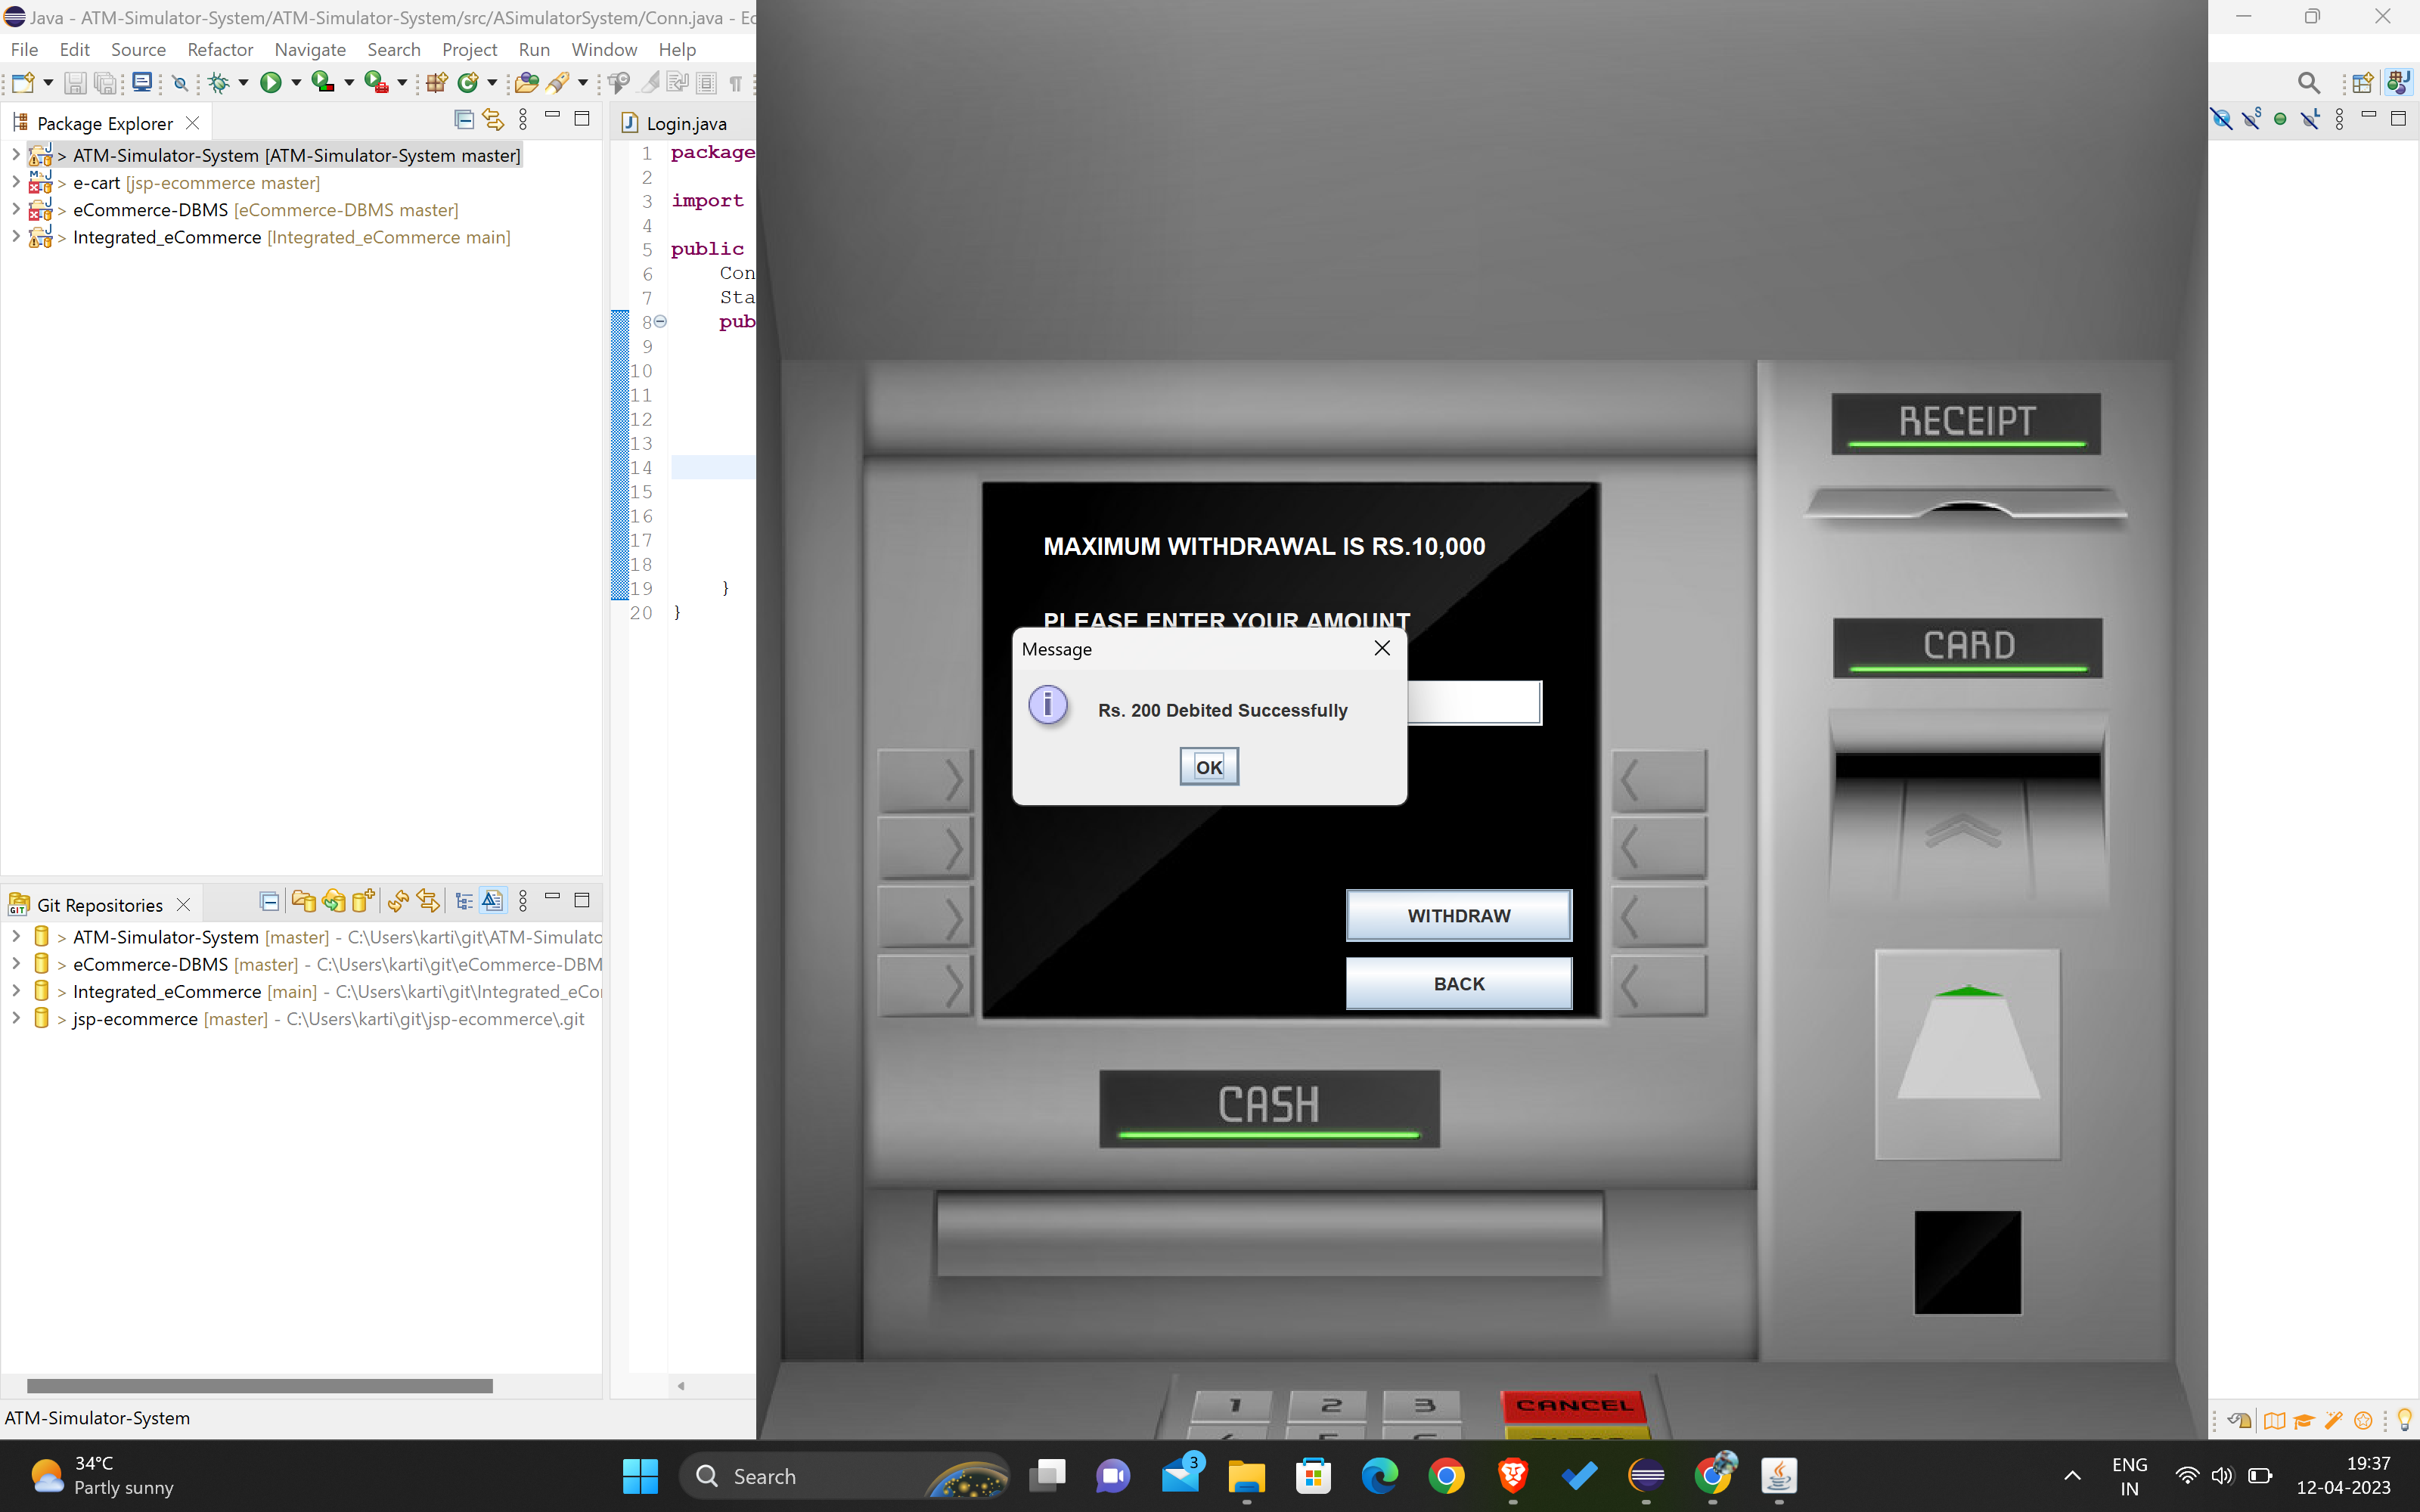 Java - ATM-Simulator-System/ATM-Simulator-System/src/ASimulatorSystem/Conn.java - Ec
File Edit Source Refactor Navigate Search Project Run Window Help
Package Explorer
> ATM-Simulator-System [ATM-Simulator-System master]
> e-cart [jsp-ecommerce master]
> eCommerce-DBMS [eCommerce-DBMS master]
> Integrated_eCommerce [Integrated_eCommerce main]
Login.java
1 package
2
3 import
4
5 public
6 Con
7 Sta
8 pub
9
10
11
12
13
14
15
16
17
18
19 }
20 }
Git Repositories
> ATM-Simulator-System [master] - C:\Users\karti\git\ATM-Simulato
> eCommerce-DBMS [master] - C:\Users\karti\git\eCommerce-DBM
> Integrated_eCommerce [main] - C:\Users\karti\git\Integrated_eCo
> jsp-ecommerce [master] - C:\Users\karti\git\jsp-ecommerce\.git
ATM-Simulator-System
MAXIMUM WITHDRAWAL IS RS.10,000
PLEASE ENTER YOUR AMOUNT
Message
Rs. 200 Debited Successfully
OK
WITHDRAW
BACK
RECEIPT
CARD
CASH
1 2 3 CANCEL
34°C
Partly sunny
Search
3
ENG
IN
19:37
12-04-2023